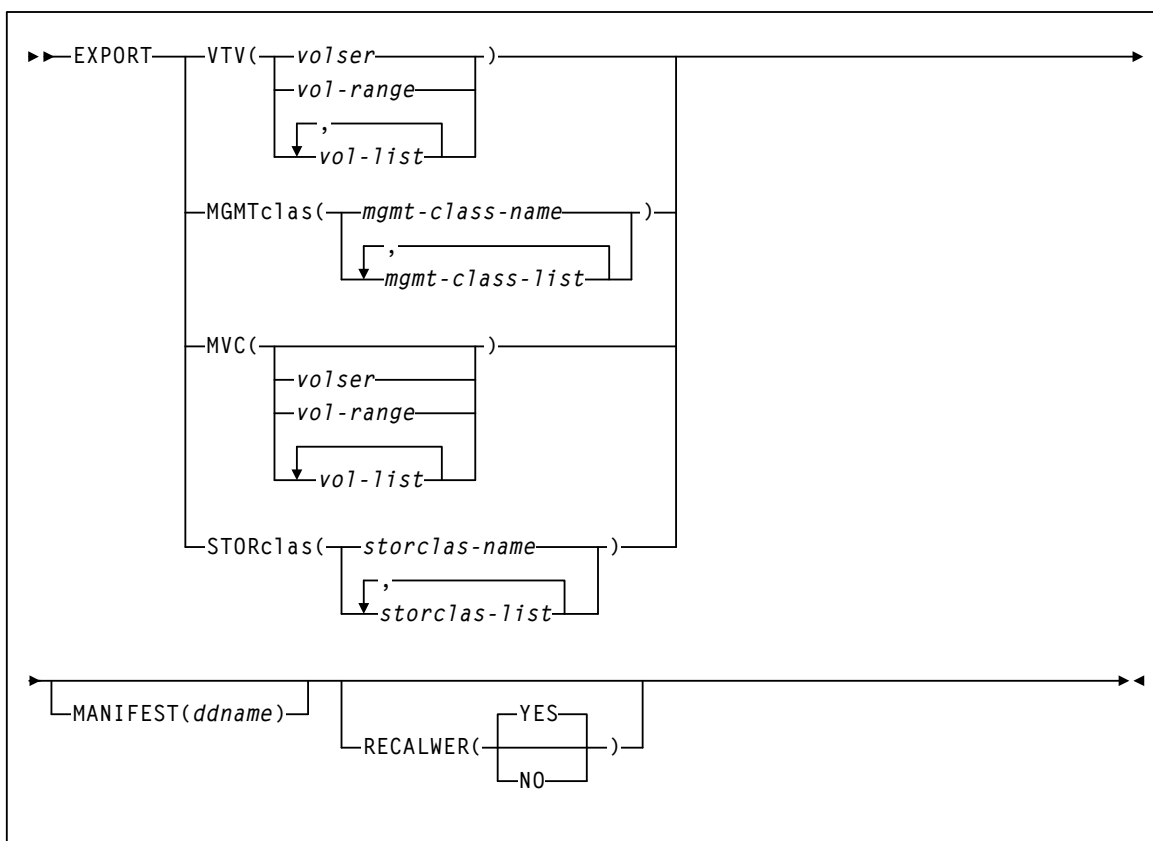 EXPORT VTV( volser )
vol-range
,
vol-list
MGMTclas( mgmt-class-name )
,
mgmt-class-list
MVC( )
volser
vol-range
vol-list
STORclas( storclas-name )
,
storclas-list
MANIFEST(ddname)
YES
RECALWER( )
NO